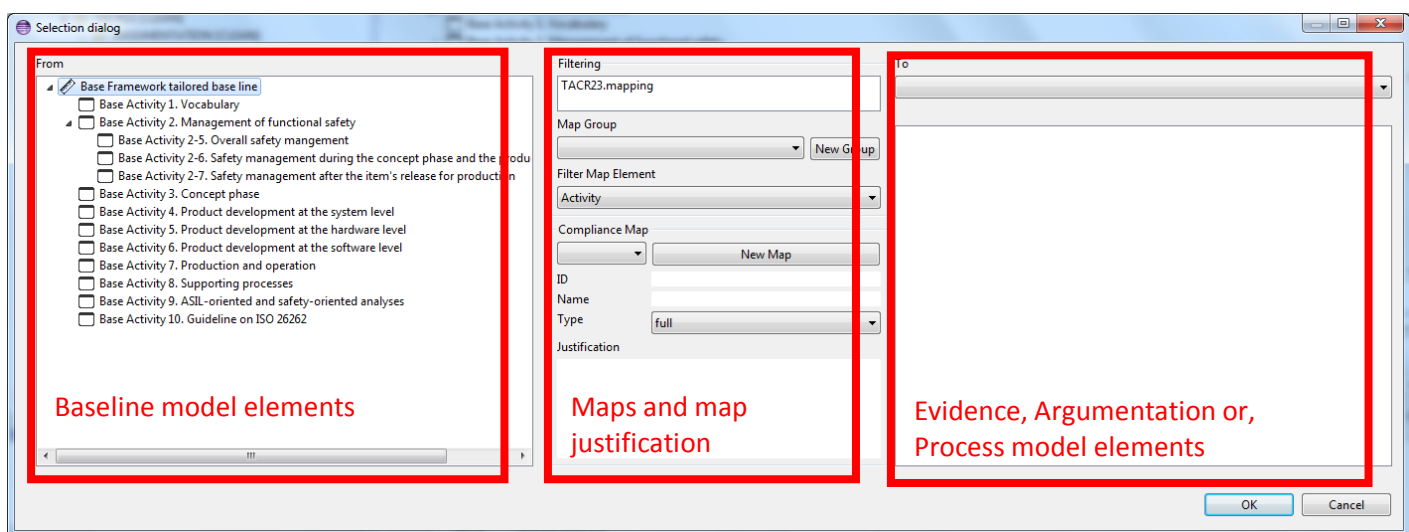 Selection dialog
From
Base Framework tailored base line
Base Activity 1. Vocabulary
Base Activity 2. Management of functional safety
Base Activity 2-5. Overall safety mangement
Base Activity 2-6. Safety management during the concept phase and the produ
Base Activity 2-7. Safety management after the item's release for production
Base Activity 3. Concept phase
Base Activity 4. Product development at the system level
Base Activity 5. Product development at the hardware level
Base Activity 6. Product development at the software level
Base Activity 7. Production and operation
Base Activity 8. Supporting processes
Base Activity 9. ASIL-oriented and safety-oriented analyses
Base Activity 10. Guideline on ISO 26262
Baseline model elements
Filtering
TACR23.mapping
Map Group
New Group
Filter Map Element
Activity
Compliance Map
New Map
ID
Name
Type
full
Justification
Maps and map
justification
To
Evidence, Argumentation or,
Process model elements
OK
Cancel